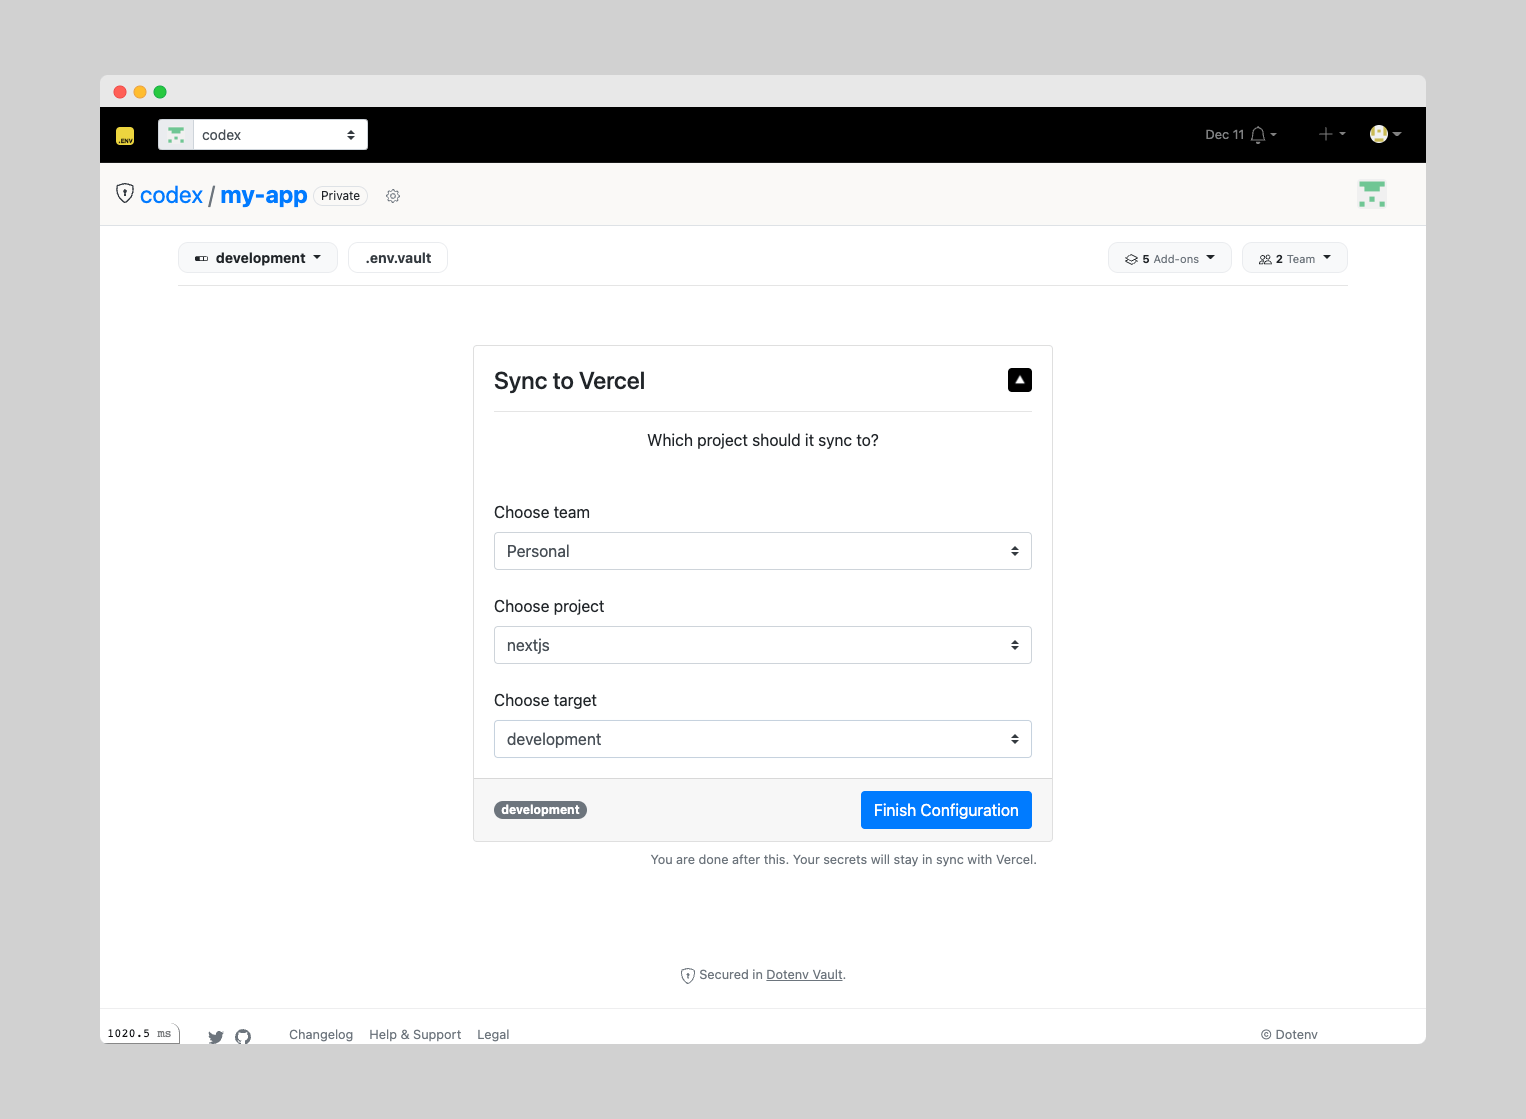 .ENV
codex
Dec 11
codex / my-app Private
development
.env.vault
5 Add-ons
2 Team
Sync to Vercel
Which project should it sync to?
Choose team
Personal
Choose project
nextjs
Choose target
development
development
Finish Configuration
You are done after this. Your secrets will stay in sync with Vercel.
Secured in Dotenv Vault.
1020.5 ms
Changelog Help & Support Legal
© Dotenv